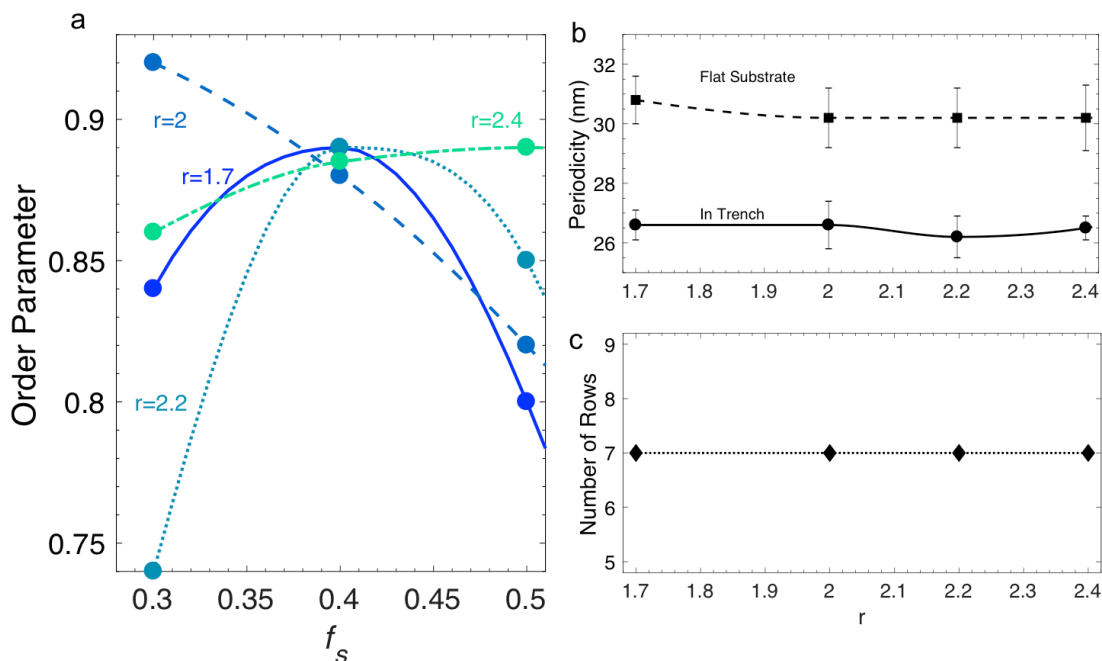 a
Order Parameter
0.9
0.85
0.8
0.75
r=2
r=2.4
r=1.7
r=2.2
0.3 0.35 0.4 0.45 0.5
f_s
b
Periodicity (nm)
32
30
28
26
Flat Substrate
In Trench
1.7 1.8 1.9 2 2.1 2.2 2.3 2.4
c
Number of Rows
9
8
7
6
5
1.7 1.8 1.9 2 2.1 2.2 2.3 2.4
r